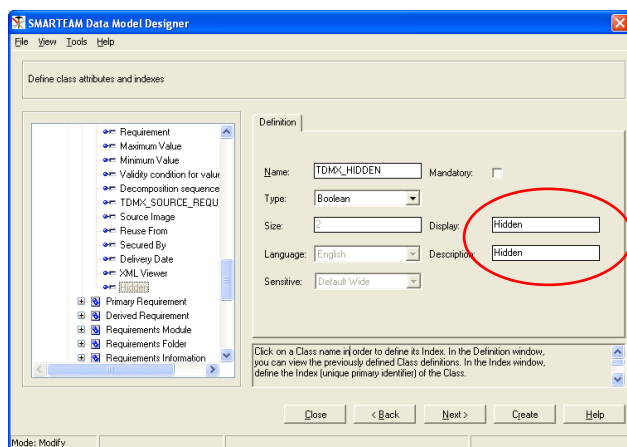 SMARTEAM Data Model Designer
File View Tools Help
Define class attributes and indexes
Requirement
Maximum Value
Minimum Value
Validity condition for value
Decomposition sequence
TDMX_SOURCE_REQU
Source Image
Reuse From
Secured By
Delivery Date
XML Viewer
Hidden
Primary Requirement
Derived Requirement
Requirements Module
Requirements Folder
Requirements Information
Definition
Name: TDMX_HIDDEN Mandatory:
Type: Boolean
Size: 2 Display: Hidden
Language: English Description: Hidden
Sensitive: Default Wide
Click on a Class name in order to define its Index. In the Definition window,
you can view the previously defined Class definitions. In the Index window,
define the Index (unique primary identifier) of the Class.
Close < Back Next > Create Help
Mode: Modify